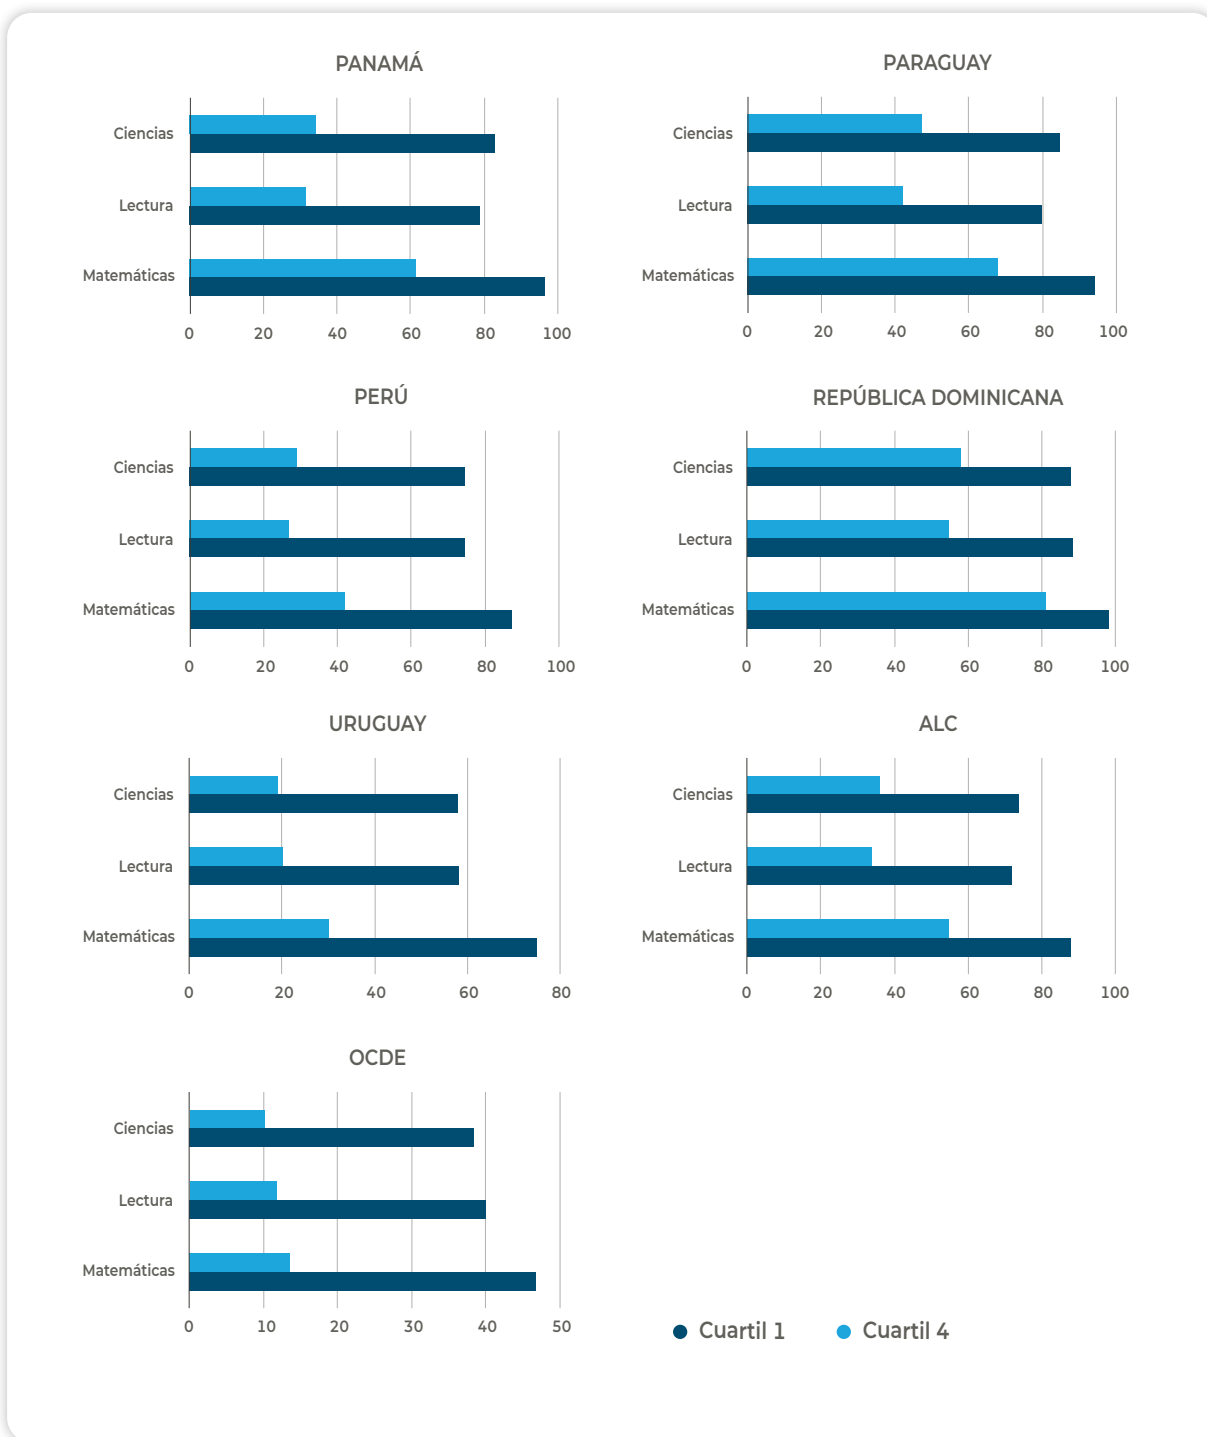 PANAMÁ
Ciencias
Lectura
Matemáticas
0 20 40 60 80 100
PARAGUAY
Ciencias
Lectura
Matemáticas
0 20 40 60 80 100
PERÚ
Ciencias
Lectura
Matemáticas
0 20 40 60 80 100
REPÚBLICA DOMINICANA
Ciencias
Lectura
Matemáticas
0 20 40 60 80 100
URUGUAY
Ciencias
Lectura
Matemáticas
0 20 40 60 80
ALC
Ciencias
Lectura
Matemáticas
0 20 40 60 80 100
OCDE
Ciencias
Lectura
Matemáticas
0 10 20 30 40 50
Cuartil 1 Cuartil 4